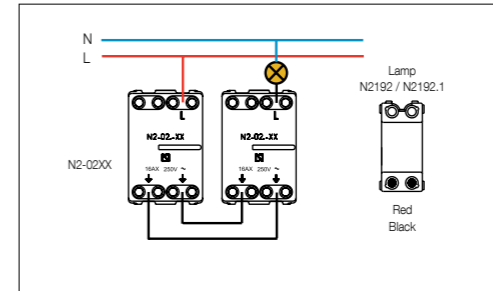 N
L
Lamp
N2192 / N2192.1
L
L
N2-02.-XX
N2-02.-XX
N2-02XX
16AX 250V ~
16AX 250V ~
Red
Black